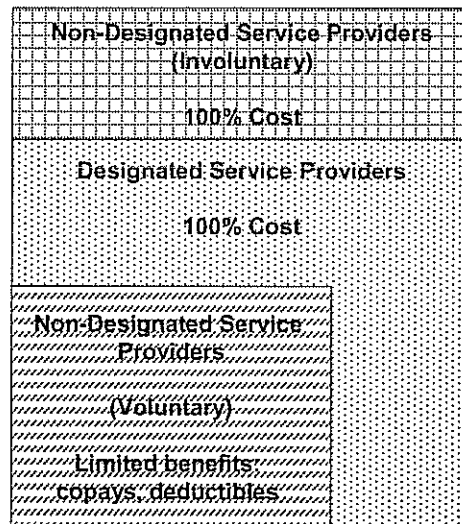 Non-Designated Service Providers
(Involuntary)
100% Cost
Designated Service Providers
100% Cost
Non-Designated Service
Providers
(Voluntary)
Limited benefits;
copays, deductibles